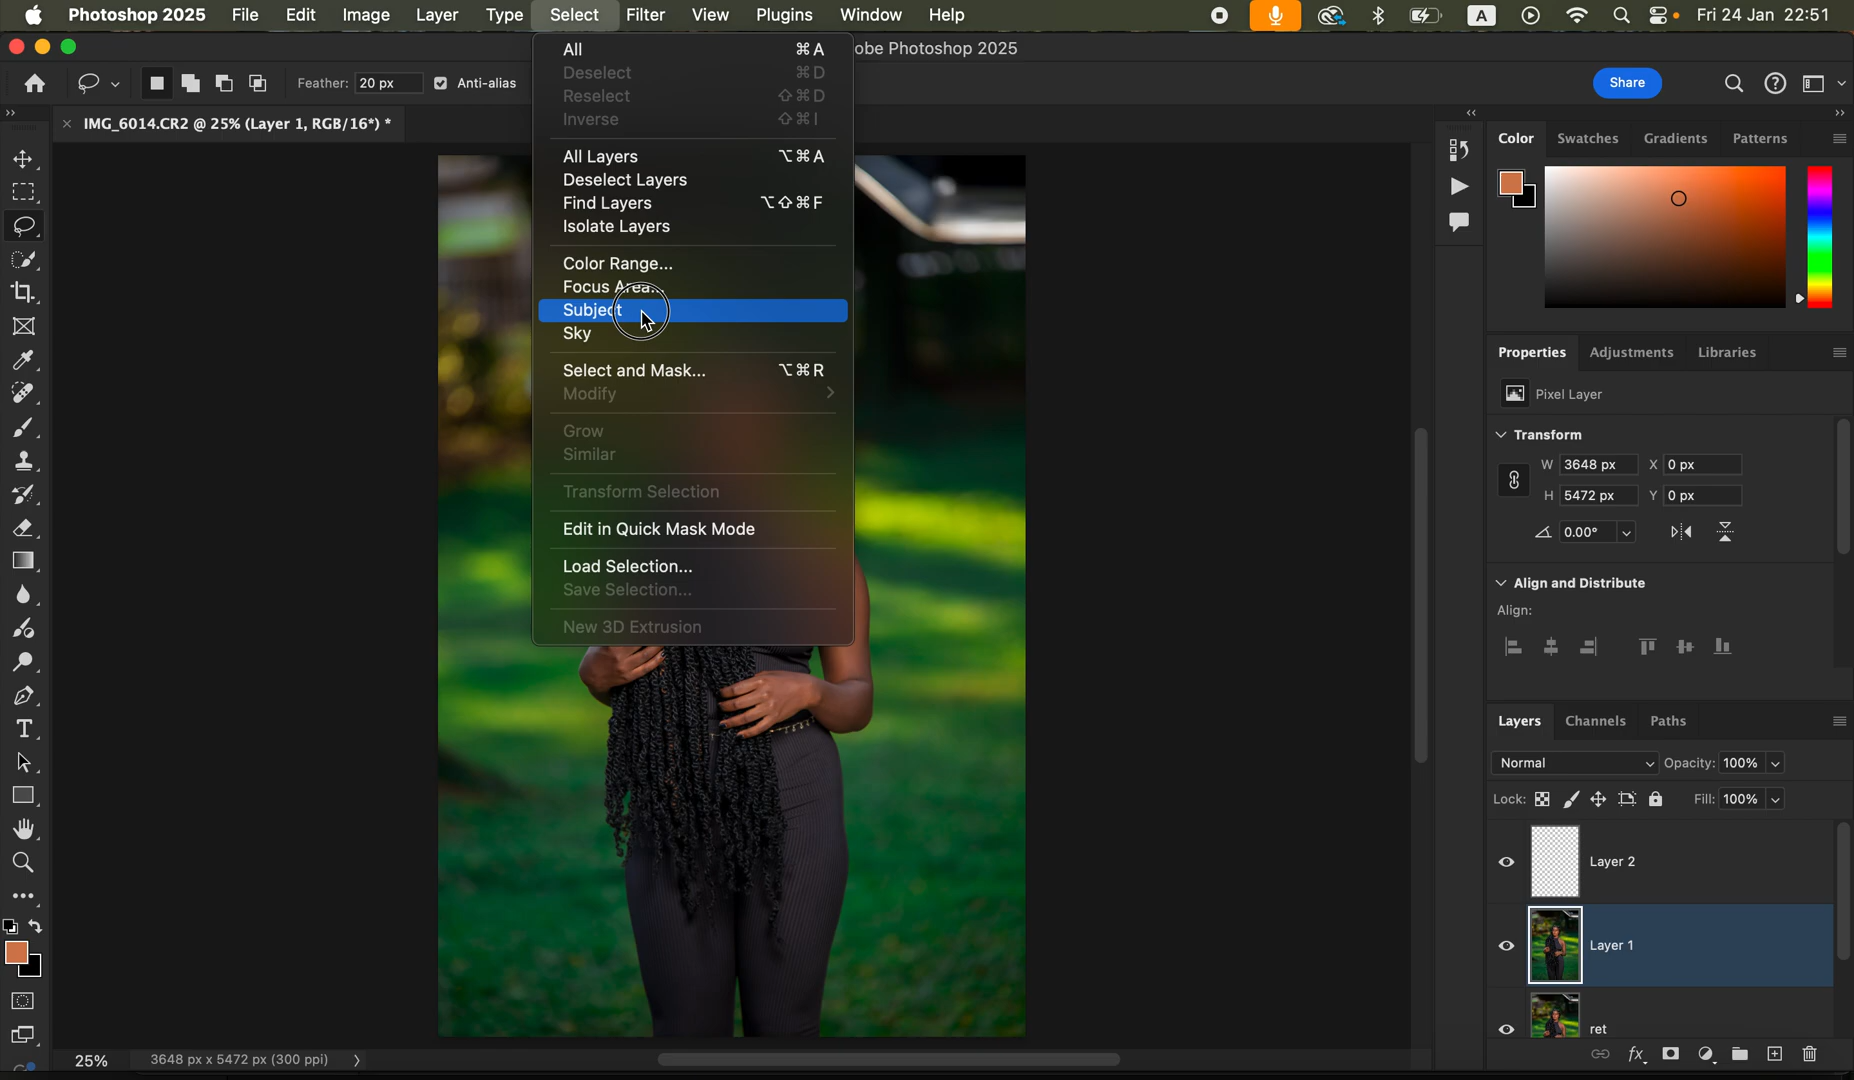 Photoshop 2025 File Edit Image Layer Type Select Filter View Plugins Window Help A Fri 24 Jan 22:51
obe Photoshop 2025
Feather: 20 px Anti-alias Share
× IMG_6014.CR2 @ 25% (Layer 1, RGB/16*) *
All ⌘A
Deselect ⌘D
Reselect ⇧⌘D
Inverse ⇧⌘I
All Layers ⌥⌘A
Deselect Layers
Find Layers ⌥⇧⌘F
Isolate Layers
Color Range...
Focus Area...
Subject
Sky
Select and Mask... ⌥⌘R
Modify
Grow
Similar
Transform Selection
Edit in Quick Mask Mode
Load Selection...
Save Selection...
New 3D Extrusion
Color Swatches Gradients Patterns
Properties Adjustments Libraries
Pixel Layer
Transform
W 3648 px X 0 px
H 5472 px Y 0 px
0.00°
Align and Distribute
Align:
Layers Channels Paths
Normal Opacity: 100%
Lock: Fill: 100%
Layer 2
Layer 1
ret
fx
25% 3648 px x 5472 px (300 ppi)